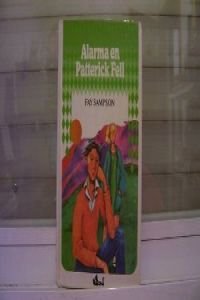 Alarma en
Patterick Fell
FAY SAMPSON